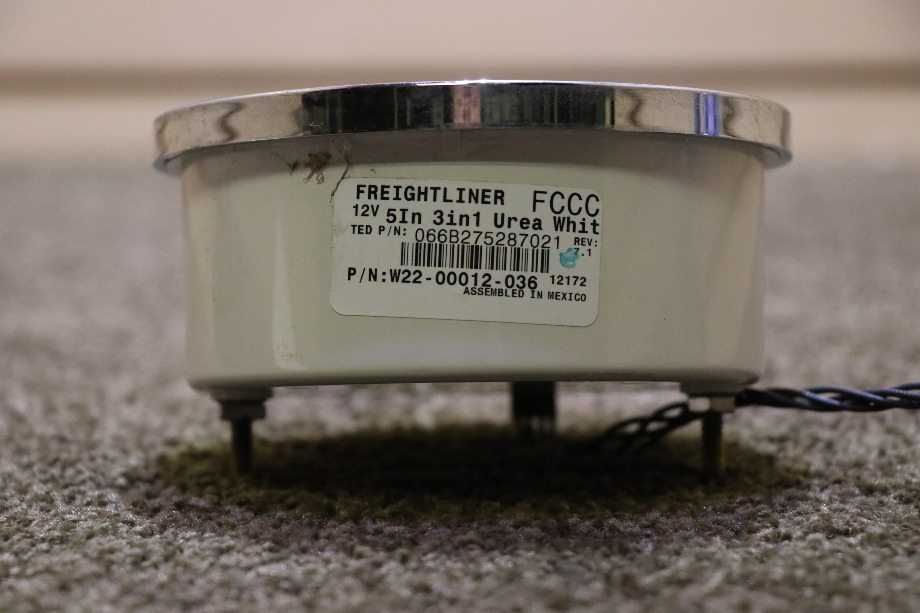 FREIGHTLINER FCCC
12V 5In 3in1 Urea Whit
TED P/N: 066B275287021 REV:
7.1
P/N:W22-00012-036 12172
ASSEMBLED IN MEXICO